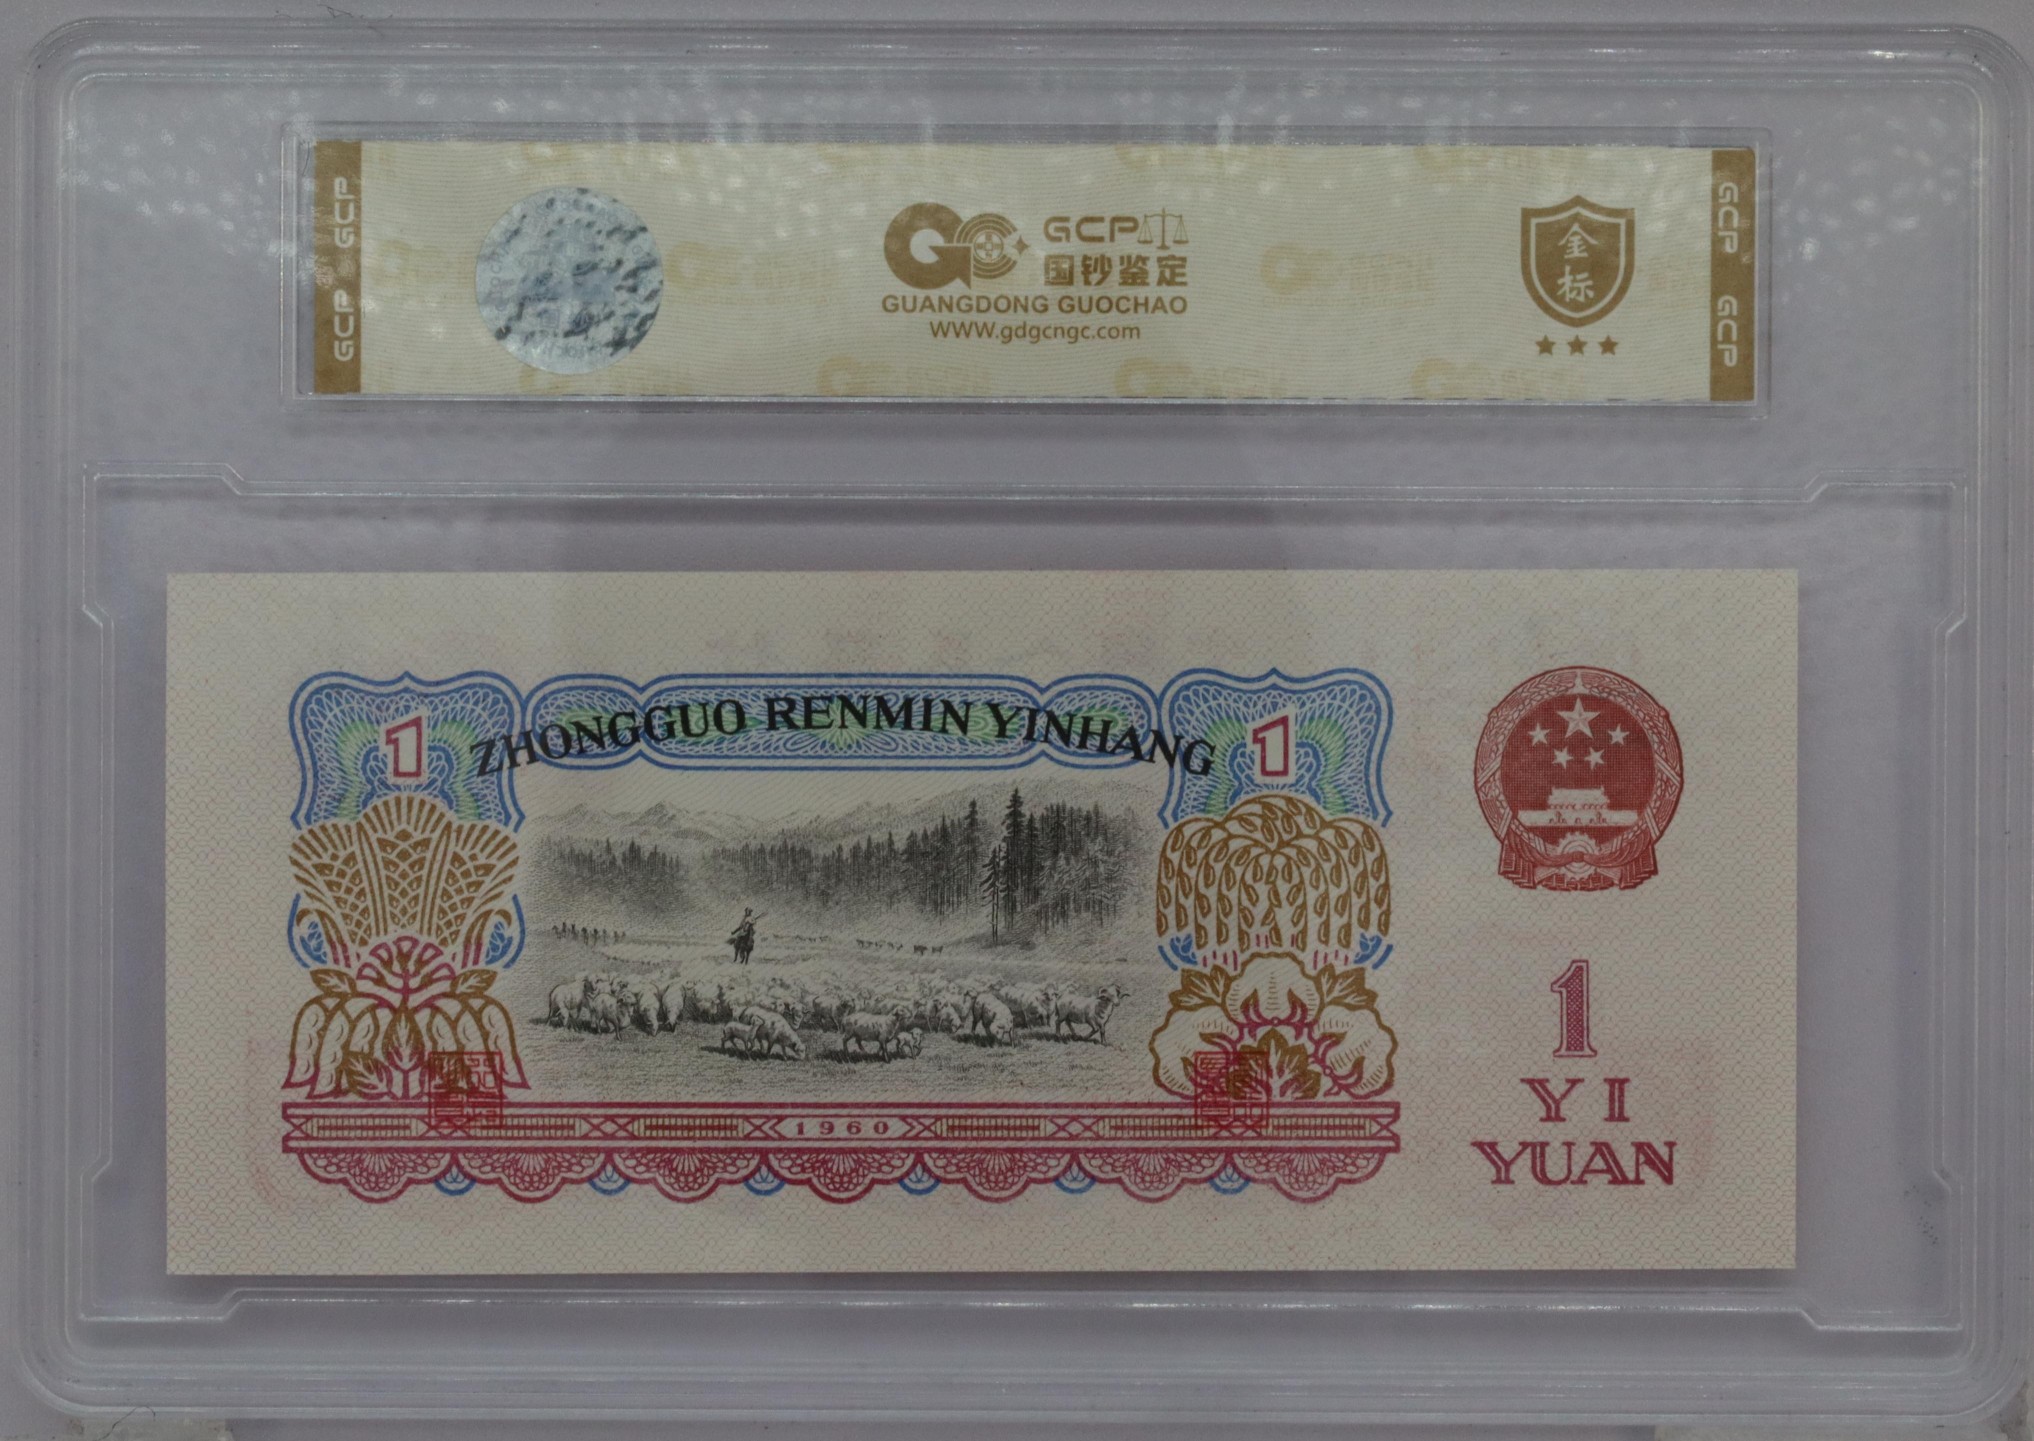 GCP GCP
GCP
国钞鉴定
GUANGDONG GUOCHAO
WWW.gdgcngc.com
金标
GCP GCP
ZHONGGUO RENMIN YINHANG
1
1
1960
1
YI
YUAN